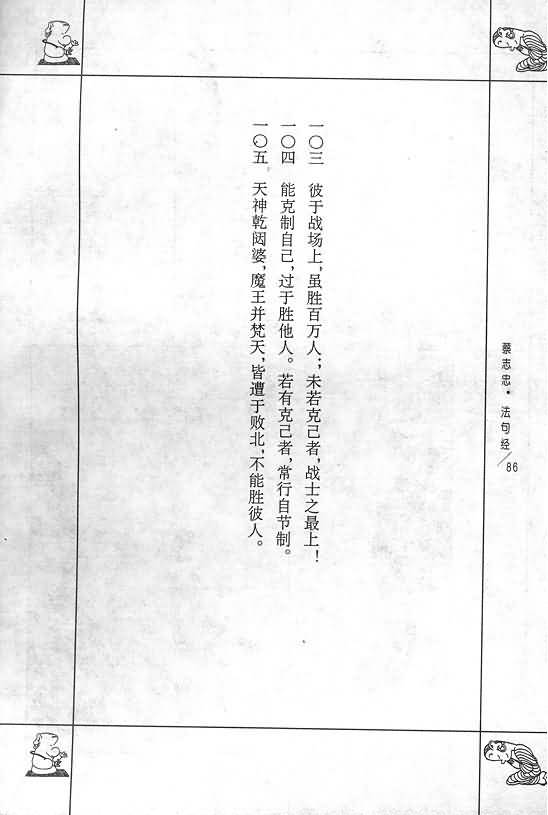 一〇三 彼于战场上,虽胜百万人;未若克己者,战士之最上!
一〇四 能克制自己,过于胜他人。若有克己者,常行自节制。
一〇五 天神乾闼婆,魔王并梵天,皆遭于败北,不能胜彼人。
蔡志忠·法句经/86